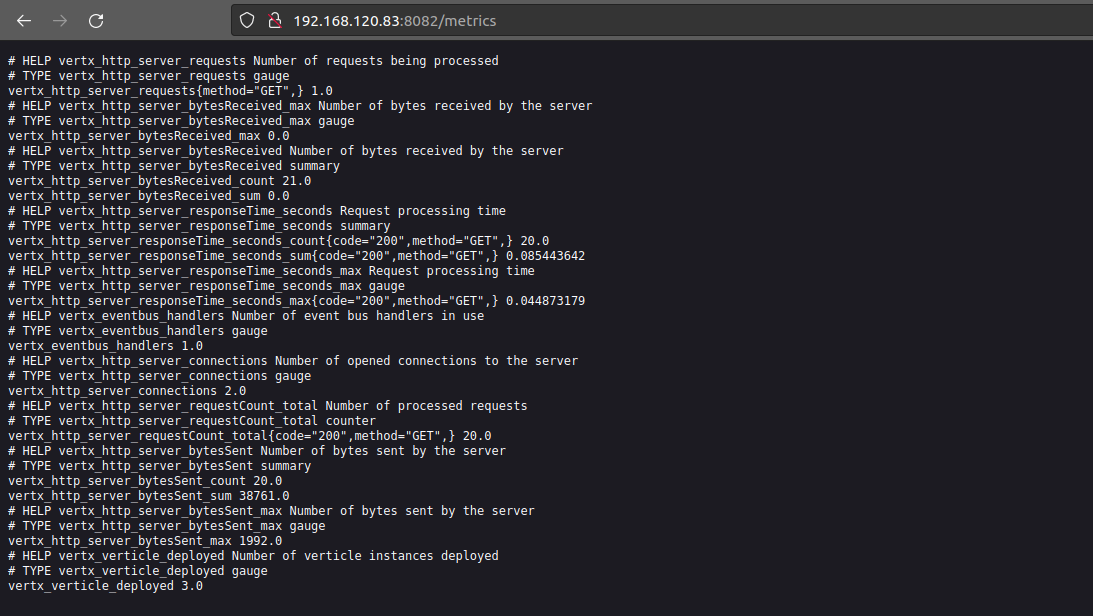 192.168.120.83:8082/metrics
# HELP vertx_http_server_requests Number of requests being processed
# TYPE vertx_http_server_requests gauge
vertx_http_server_requests{method="GET",} 1.0
# HELP vertx_http_server_bytesReceived_max Number of bytes received by the server
# TYPE vertx_http_server_bytesReceived_max gauge
vertx_http_server_bytesReceived_max 0.0
# HELP vertx_http_server_bytesReceived Number of bytes received by the server
# TYPE vertx_http_server_bytesReceived summary
vertx_http_server_bytesReceived_count 21.0
vertx_http_server_bytesReceived_sum 0.0
# HELP vertx_http_server_responseTime_seconds Request processing time
# TYPE vertx_http_server_responseTime_seconds summary
vertx_http_server_responseTime_seconds_count{code="200",method="GET",} 20.0
vertx_http_server_responseTime_seconds_sum{code="200",method="GET",} 0.085443642
# HELP vertx_http_server_responseTime_seconds_max Request processing time
# TYPE vertx_http_server_responseTime_seconds_max gauge
vertx_http_server_responseTime_seconds_max{code="200",method="GET",} 0.044873179
# HELP vertx_eventbus_handlers Number of event bus handlers in use
# TYPE vertx_eventbus_handlers gauge
vertx_eventbus_handlers 1.0
# HELP vertx_http_server_connections Number of opened connections to the server
# TYPE vertx_http_server_connections gauge
vertx_http_server_connections 2.0
# HELP vertx_http_server_requestCount_total Number of processed requests
# TYPE vertx_http_server_requestCount_total counter
vertx_http_server_requestCount_total{code="200",method="GET",} 20.0
# HELP vertx_http_server_bytesSent Number of bytes sent by the server
# TYPE vertx_http_server_bytesSent summary
vertx_http_server_bytesSent_count 20.0
vertx_http_server_bytesSent_sum 38761.0
# HELP vertx_http_server_bytesSent_max Number of bytes sent by the server
# TYPE vertx_http_server_bytesSent_max gauge
vertx_http_server_bytesSent_max 1992.0
# HELP vertx_verticle_deployed Number of verticle instances deployed
# TYPE vertx_verticle_deployed gauge
vertx_verticle_deployed 3.0